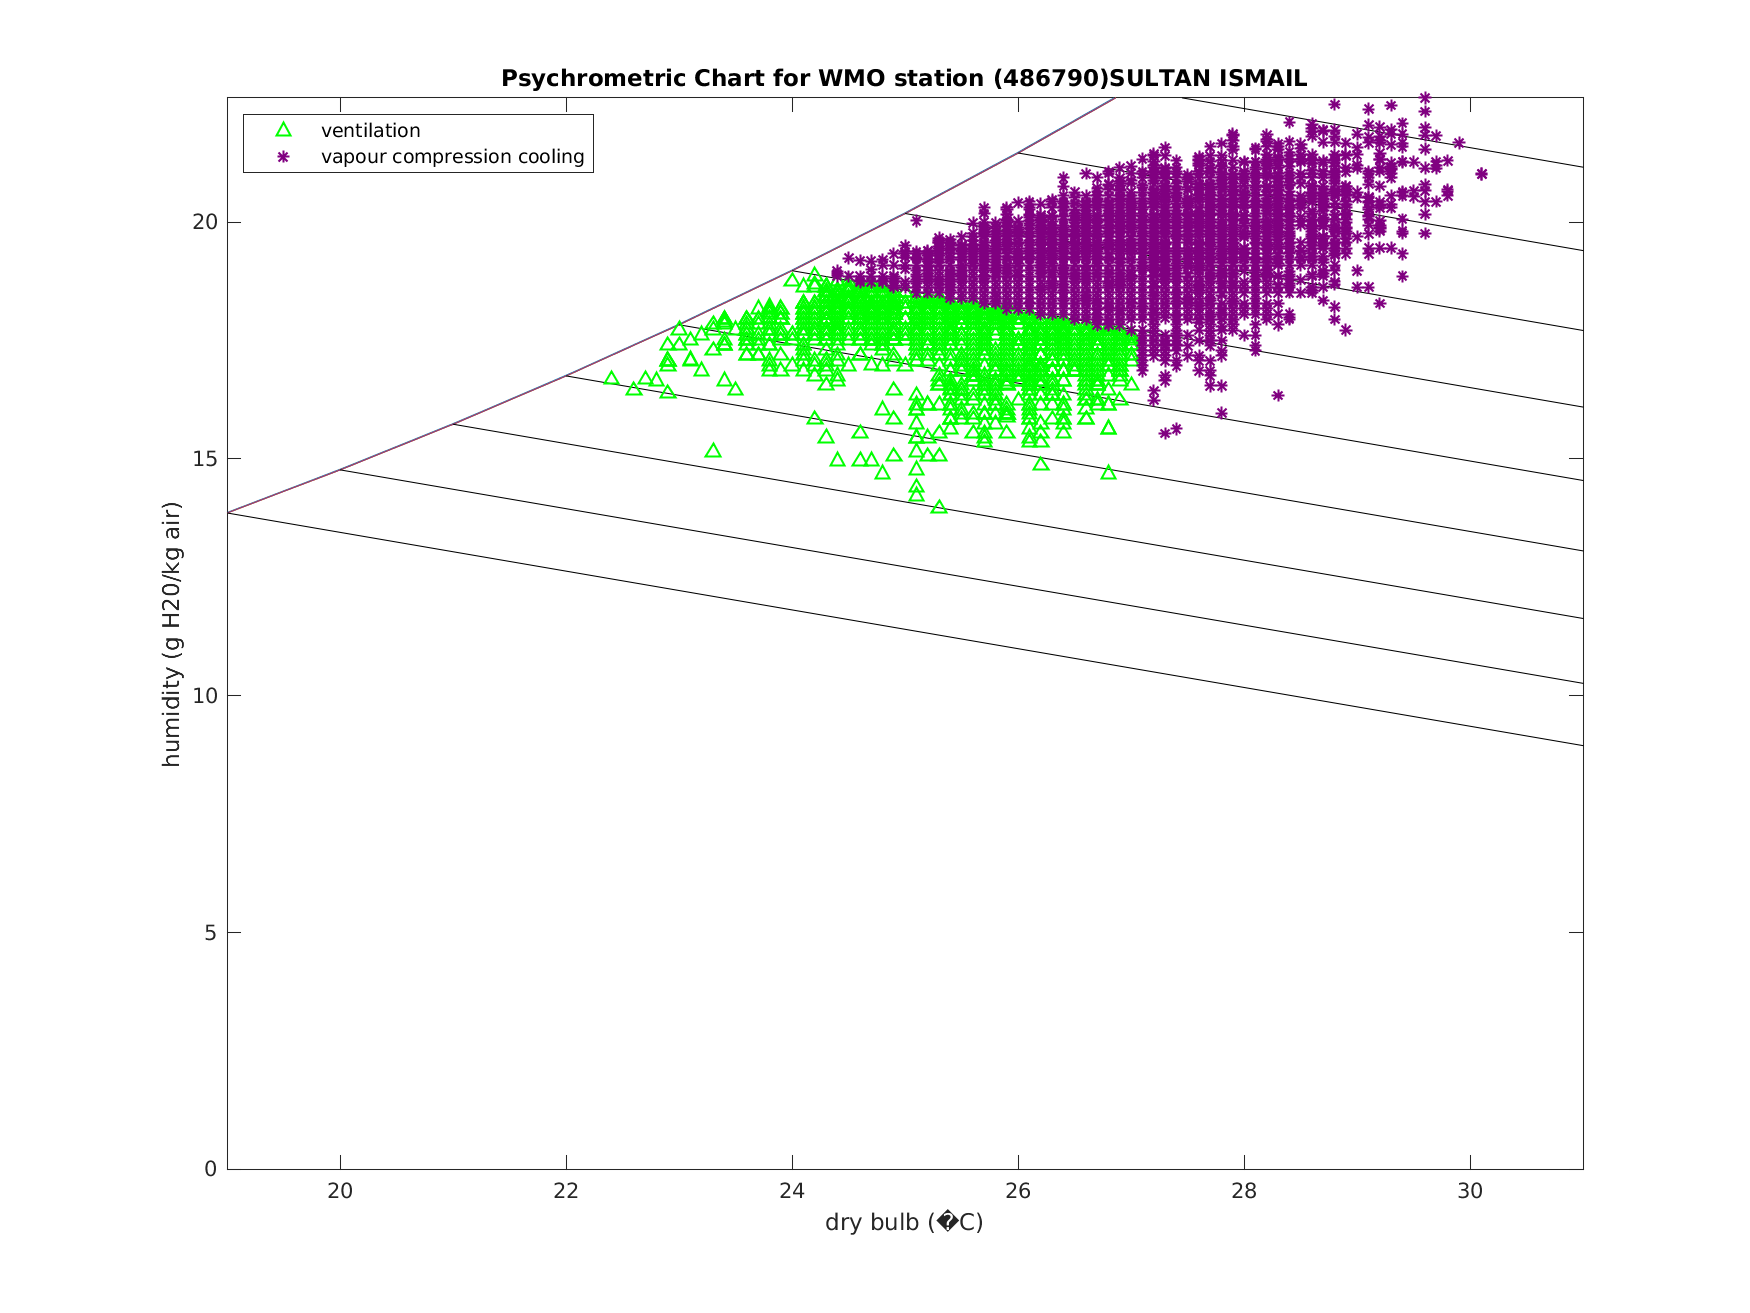 Psychrometric Chart for WMO station (486790)SULTAN ISMAIL
ventilation
vapour compression cooling
20
15
10
5
0
humidity (g H20/kg air)
20 22 24 26 28 30
dry bulb (�C)